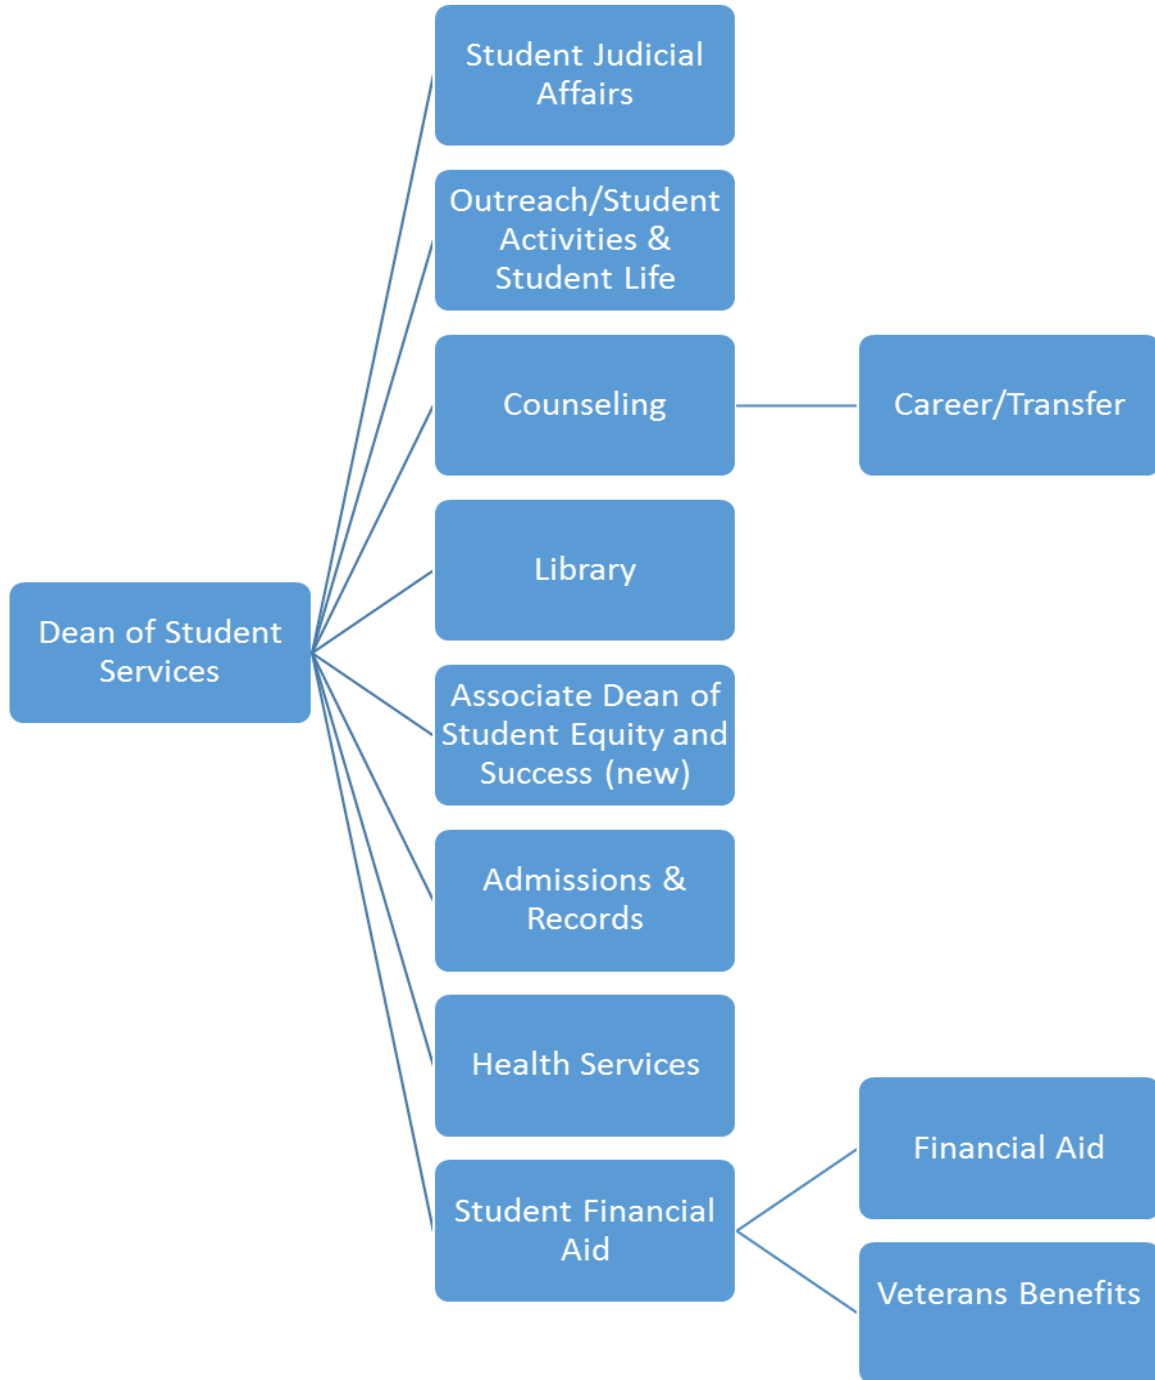 Student Judicial
Affairs
Outreach/Student
Activities &
Student Life
Counseling
Career/Transfer
Library
Dean of Student
Services
Associate Dean of
Student Equity and
Success (new)
Admissions &
Records
Health Services
Financial Aid
Student Financial
Aid
Veterans Benefits